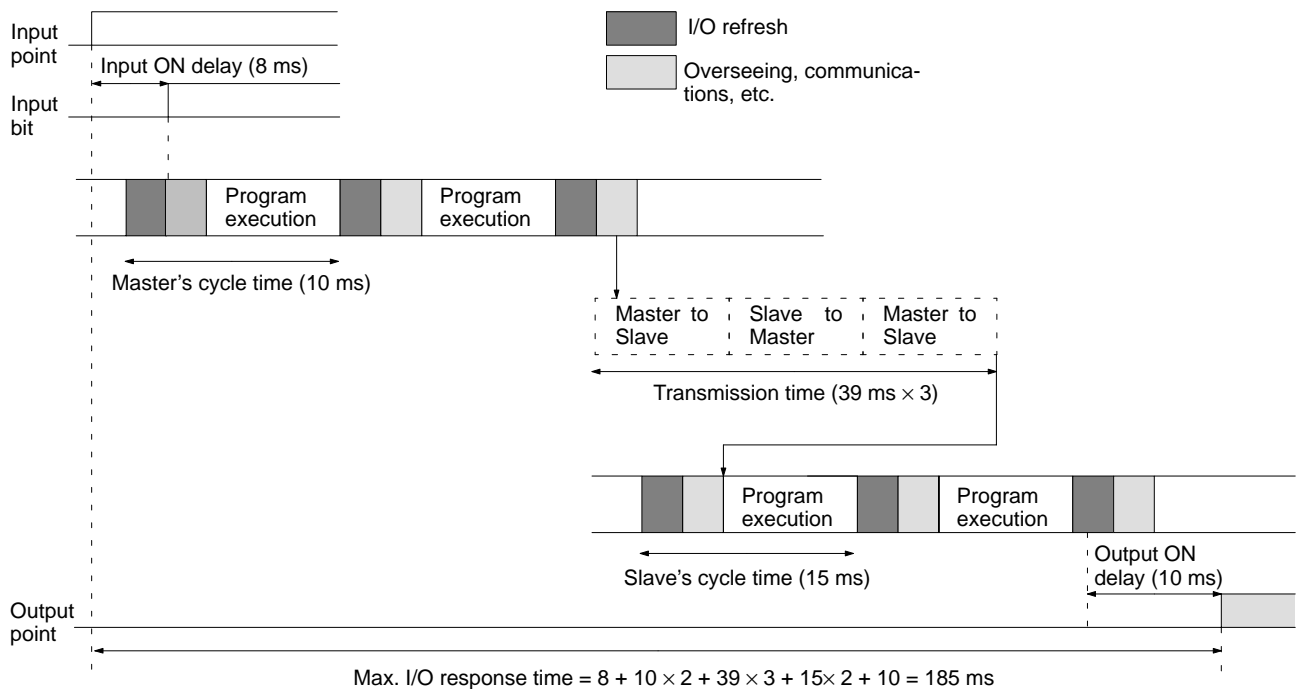 Input
point
I/O refresh
Input ON delay (8 ms)
Overseeing, communica-
tions, etc.
Input
bit
Program
execution
Program
execution
Master's cycle time (10 ms)
Master to
Slave
Slave to
Master
Master to
Slave
Transmission time (39 ms × 3)
Program
execution
Program
execution
Output ON
delay (10 ms)
Slave's cycle time (15 ms)
Output
point
Max. I/O response time = 8 + 10 × 2 + 39 × 3 + 15× 2 + 10 = 185 ms